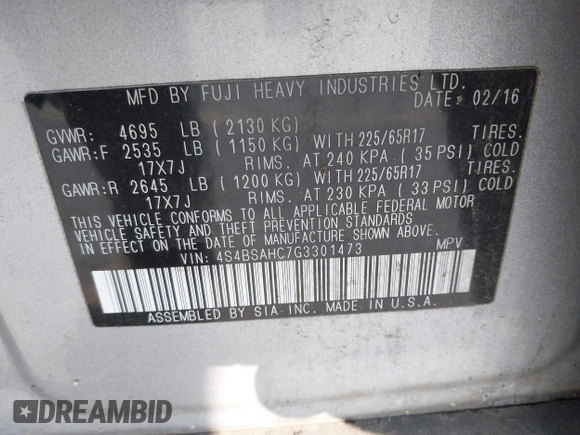 MFD BY FUJI HEAVY INDUSTRIES LTD.
DATE: 02/16
GVWR: 4695 LB (2130 KG)
GAWR:F 2535 LB (1150 KG) WITH 225/65R17 TIRES.
17X7J RIMS. AT 240 KPA (35 PSI) COLD
GAWR:R 2645 LB (1200 KG) WITH 225/65R17 TIRES.
17X7J RIMS. AT 230 KPA (33 PSI) COLD
THIS VEHICLE CONFORMS TO ALL APPLICABLE FEDERAL MOTOR
VEHICLE SAFETY AND THEFT PREVENTION STANDARDS
IN EFFECT ON THE DATE OF MANUFACTURE SHOWN ABOVE.
VIN: 4S4BSAHC7G3301473 MPV
ASSEMBLED BY SIA-INC. MADE IN U.S.A.
DREAMBID